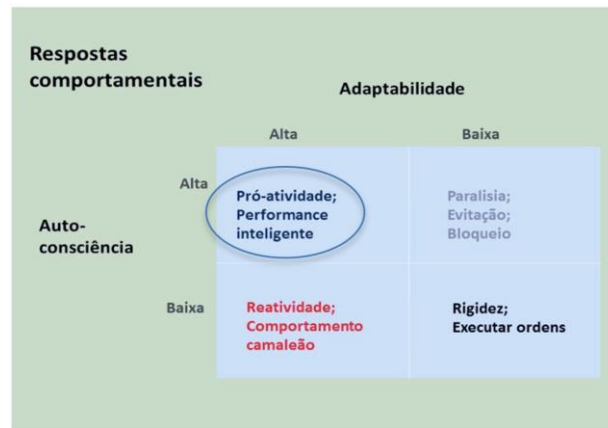 Respostas
comportamentais
Adaptabilidade
Alta
Baixa
Alta
Pró-atividade;
Performance
inteligente
Paralisia;
Evitação;
Bloqueio
Auto-
consciência
Baixa
Reatividade;
Comportamento
camaleão
Rigidez;
Executar ordens